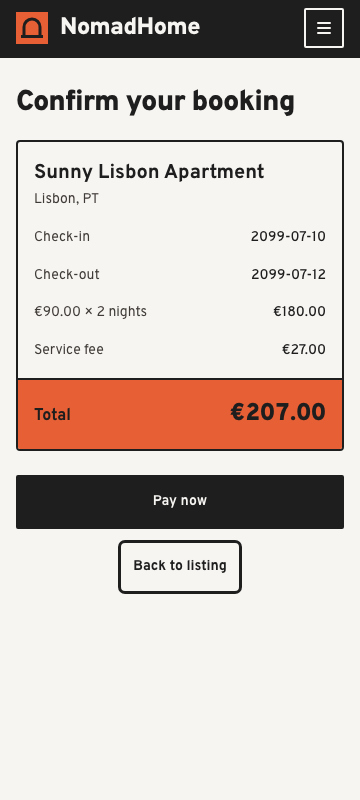 NomadHome
Confirm your booking
Sunny Lisbon Apartment
Lisbon, PT
Check-in 2099-07-10
Check-out 2099-07-12
€90.00 × 2 nights €180.00
Service fee €27.00
Total €207.00
Pay now
Back to listing